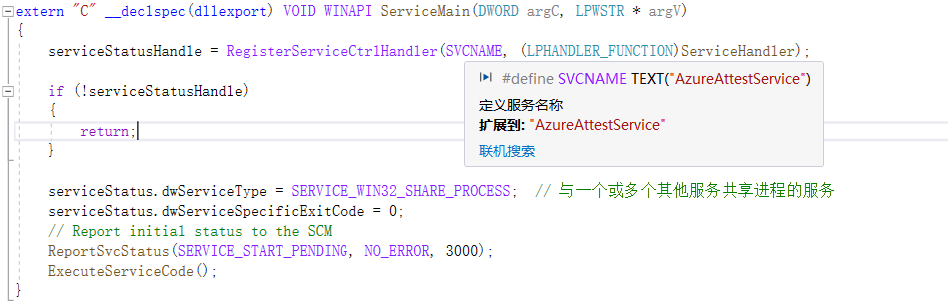 extern "C" __declspec(dllexport) VOID WINAPI ServiceMain(DWORD argC, LPWSTR * argV)
{
serviceStatusHandle = RegisterServiceCtrlHandler(SVCNAME, (LPHANDLER_FUNCTION)ServiceHandler);
#define SVCNAME TEXT("AzureAttestService")
定义服务名称
扩展到: "AzureAttestService"
联机搜索
if (!serviceStatusHandle)
{
return;
}
serviceStatus.dwServiceType = SERVICE_WIN32_SHARE_PROCESS; // 与一个或多个其他服务共享进程的服务
serviceStatus.dwServiceSpecificExitCode = 0;
// Report initial status to the SCM
ReportSvcStatus(SERVICE_START_PENDING, NO_ERROR, 3000);
ExecuteServiceCode();
}